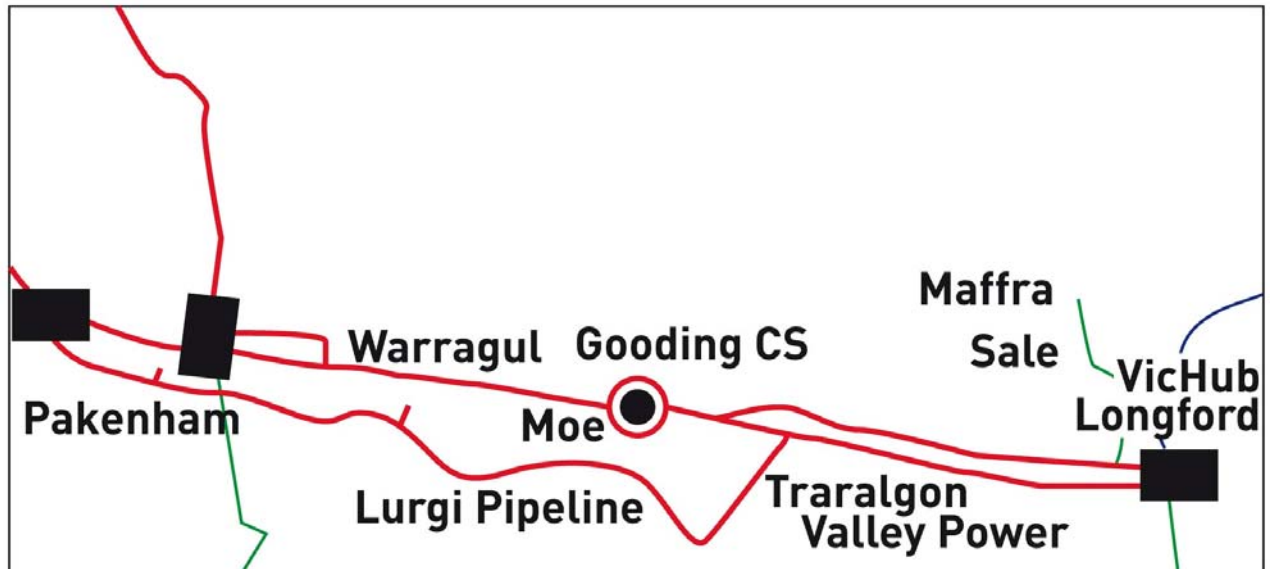 Maffra
Sale
VicHub
Longford
Warragul
Gooding CS
Moe
Pakenham
Lurgi Pipeline
Traralgon
Valley Power